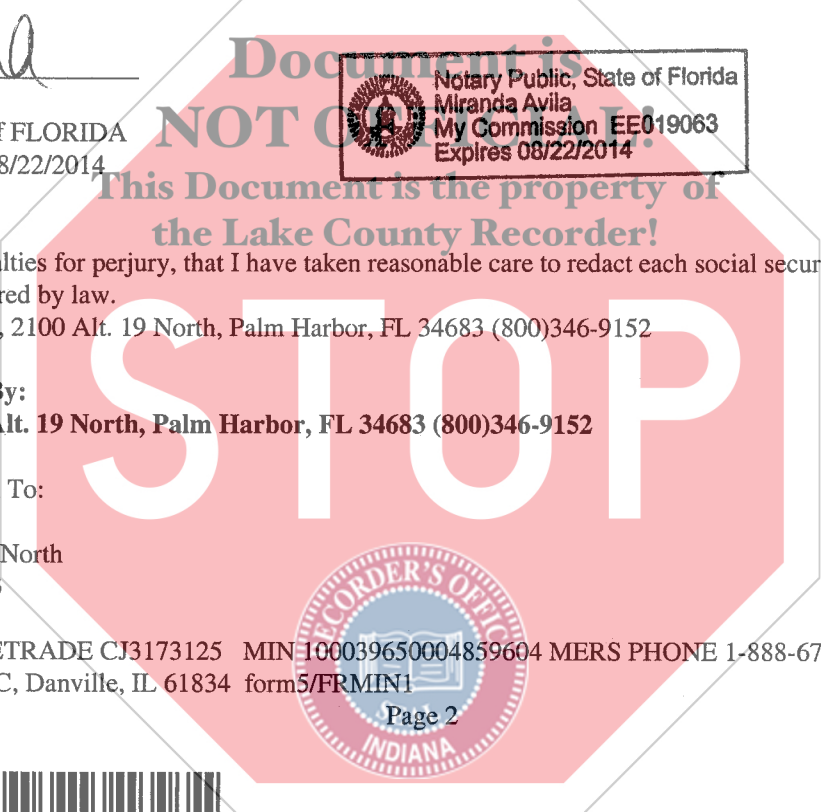 Document is
NOT OFFICIAL!
This Document is the property of
the Lake County Recorder!
Notary Public, State of Florida
Miranda Avila
My Commission EE019063
Expires 08/22/2014
f FLORIDA
8/22/2014
lties for perjury, that I have taken reasonable care to redact each social secur
red by law.
, 2100 Alt. 19 North, Palm Harbor, FL 34683 (800)346-9152
By:
Alt. 19 North, Palm Harbor, FL 34683 (800)346-9152
To:
North
ETRADE CJ3173125 MIN 100039650004859604 MERS PHONE 1-888-67
C, Danville, IL 61834 form5/FRMIN1
Page 2
STOP
RECORDER'S OFFIC
SEAL
INDIANA